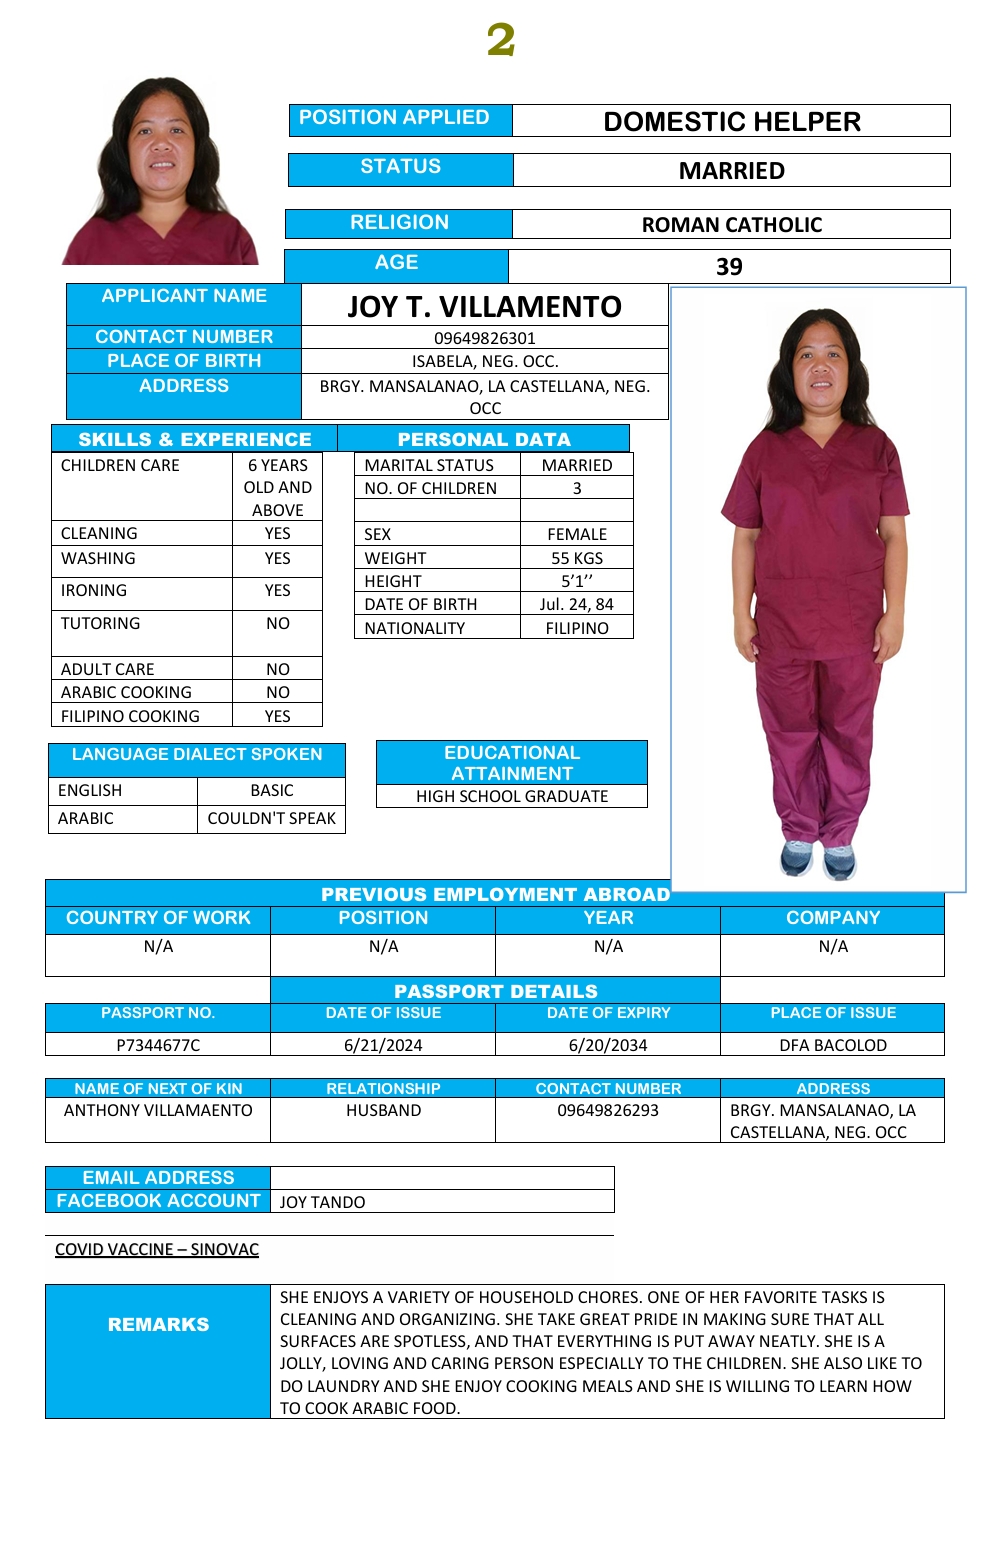 2
POSITION APPLIED DOMESTIC HELPER
STATUS MARRIED
RELIGION ROMAN CATHOLIC
AGE 39
APPLICANT NAME JOY T. VILLAMENTO
CONTACT NUMBER 09649826301
PLACE OF BIRTH ISABELA, NEG. OCC.
ADDRESS BRGY. MANSALANAO, LA CASTELLANA, NEG.
OCC
SKILLS & EXPERIENCE
CHILDREN CARE 6 YEARS
OLD AND
ABOVE
CLEANING YES
WASHING YES
IRONING YES
TUTORING NO
ADULT CARE NO
ARABIC COOKING NO
FILIPINO COOKING YES
PERSONAL DATA
MARITAL STATUS MARRIED
NO. OF CHILDREN 3
SEX FEMALE
WEIGHT 55 KGS
HEIGHT 5’1’’
DATE OF BIRTH Jul. 24, 84
NATIONALITY FILIPINO
LANGUAGE DIALECT SPOKEN
ENGLISH BASIC
ARABIC COULDN'T SPEAK
EDUCATIONAL
ATTAINMENT
HIGH SCHOOL GRADUATE
PREVIOUS EMPLOYMENT ABROAD
COUNTRY OF WORK POSITION YEAR COMPANY
N/A N/A N/A N/A
PASSPORT DETAILS
PASSPORT NO. DATE OF ISSUE DATE OF EXPIRY PLACE OF ISSUE
P7344677C 6/21/2024 6/20/2034 DFA BACOLOD
NAME OF NEXT OF KIN RELATIONSHIP CONTACT NUMBER ADDRESS
ANTHONY VILLAMAENTO HUSBAND 09649826293 BRGY. MANSALANAO, LA
CASTELLANA, NEG. OCC
EMAIL ADDRESS
FACEBOOK ACCOUNT JOY TANDO
COVID VACCINE – SINOVAC
REMARKS
SHE ENJOYS A VARIETY OF HOUSEHOLD CHORES. ONE OF HER FAVORITE TASKS IS
CLEANING AND ORGANIZING. SHE TAKE GREAT PRIDE IN MAKING SURE THAT ALL
SURFACES ARE SPOTLESS, AND THAT EVERYTHING IS PUT AWAY NEATLY. SHE IS A
JOLLY, LOVING AND CARING PERSON ESPECIALLY TO THE CHILDREN. SHE ALSO LIKE TO
DO LAUNDRY AND SHE ENJOY COOKING MEALS AND SHE IS WILLING TO LEARN HOW
TO COOK ARABIC FOOD.